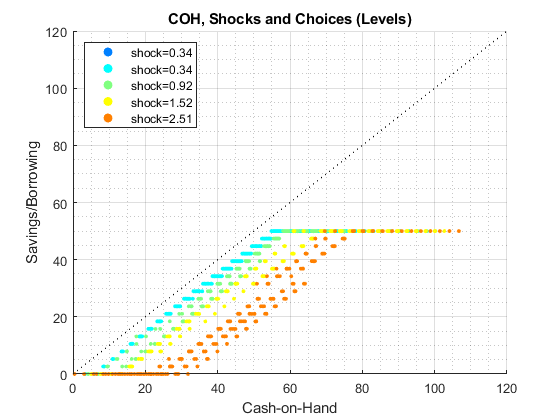 COH, Shocks and Choices (Levels)
120
100
80
60
40
20
0
Savings/Borrowing
shock=0.34
shock=0.34
shock=0.92
shock=1.52
shock=2.51
0 20 40 60 80 100 120
Cash-on-Hand